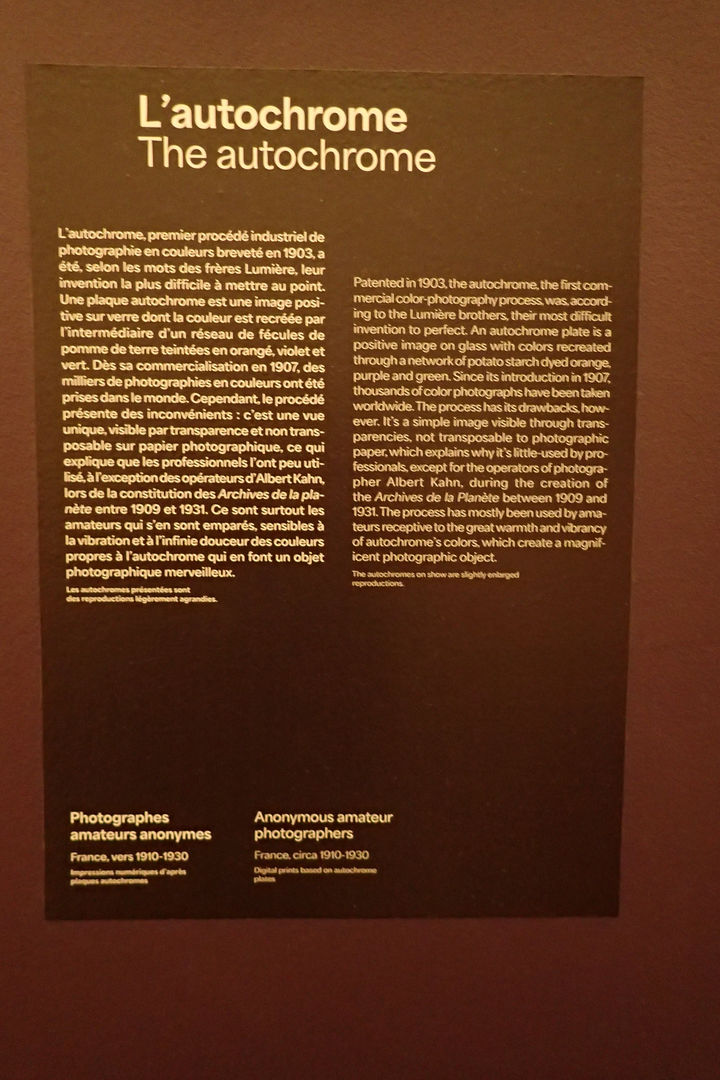 L’autochrome
The autochrome
L’autochrome, premier procédé industriel de
photographie en couleurs breveté en 1903, a
été, selon les mots des frères Lumière, leur
invention la plus difficile à mettre au point.
Une plaque autochrome est une image posi-
tive sur verre dont la couleur est recréée par
l’intermédiaire d’un réseau de fécules de
pomme de terre teintées en orangé, violet et
vert. Dès sa commercialisation en 1907, des
milliers de photographies en couleurs ont été
prises dans le monde. Cependant, le procédé
présente des inconvénients : c’est une vue
unique, visible par transparence et non trans-
posable sur papier photographique, ce qui
explique que les professionnels l’ont peu uti-
lisé, à l’exception des opérateurs d’Albert Kahn,
lors de la constitution des Archives de la pla-
nète entre 1909 et 1931. Ce sont surtout les
amateurs qui s’en sont emparés, sensibles à
la vibration et à l’infinie douceur des couleurs
propres à l’autochrome qui en font un objet
photographique merveilleux.
Les autochromes présentées sont
des reproductions légèrement agrandies.
Patented in 1903, the autochrome, the first com-
mercial color-photography process, was, accord-
ing to the Lumière brothers, their most difficult
invention to perfect. An autochrome plate is a
positive image on glass with colors recreated
through a network of potato starch dyed orange,
purple and green. Since its introduction in 1907,
thousands of color photographs have been taken
worldwide. The process has its drawbacks, how-
ever. It’s a simple image visible through trans-
parencies, not transposable to photographic
paper, which explains why it’s little-used by pro-
fessionals, except for the operators of photogra-
pher Albert Kahn, during the creation of
the Archives de la Planète between 1909 and
1931. The process has mostly been used by ama-
teurs receptive to the great warmth and vibrancy
of autochrome’s colors, which create a magnif-
icent photographic object.
The autochromes on show are slightly enlarged
reproductions.
Photographes
amateurs anonymes
France, vers 1910-1930
Impressions numériques d’après
plaques autochromes
Anonymous amateur
photographers
France, circa 1910-1930
Digital prints based on autochrome
plates